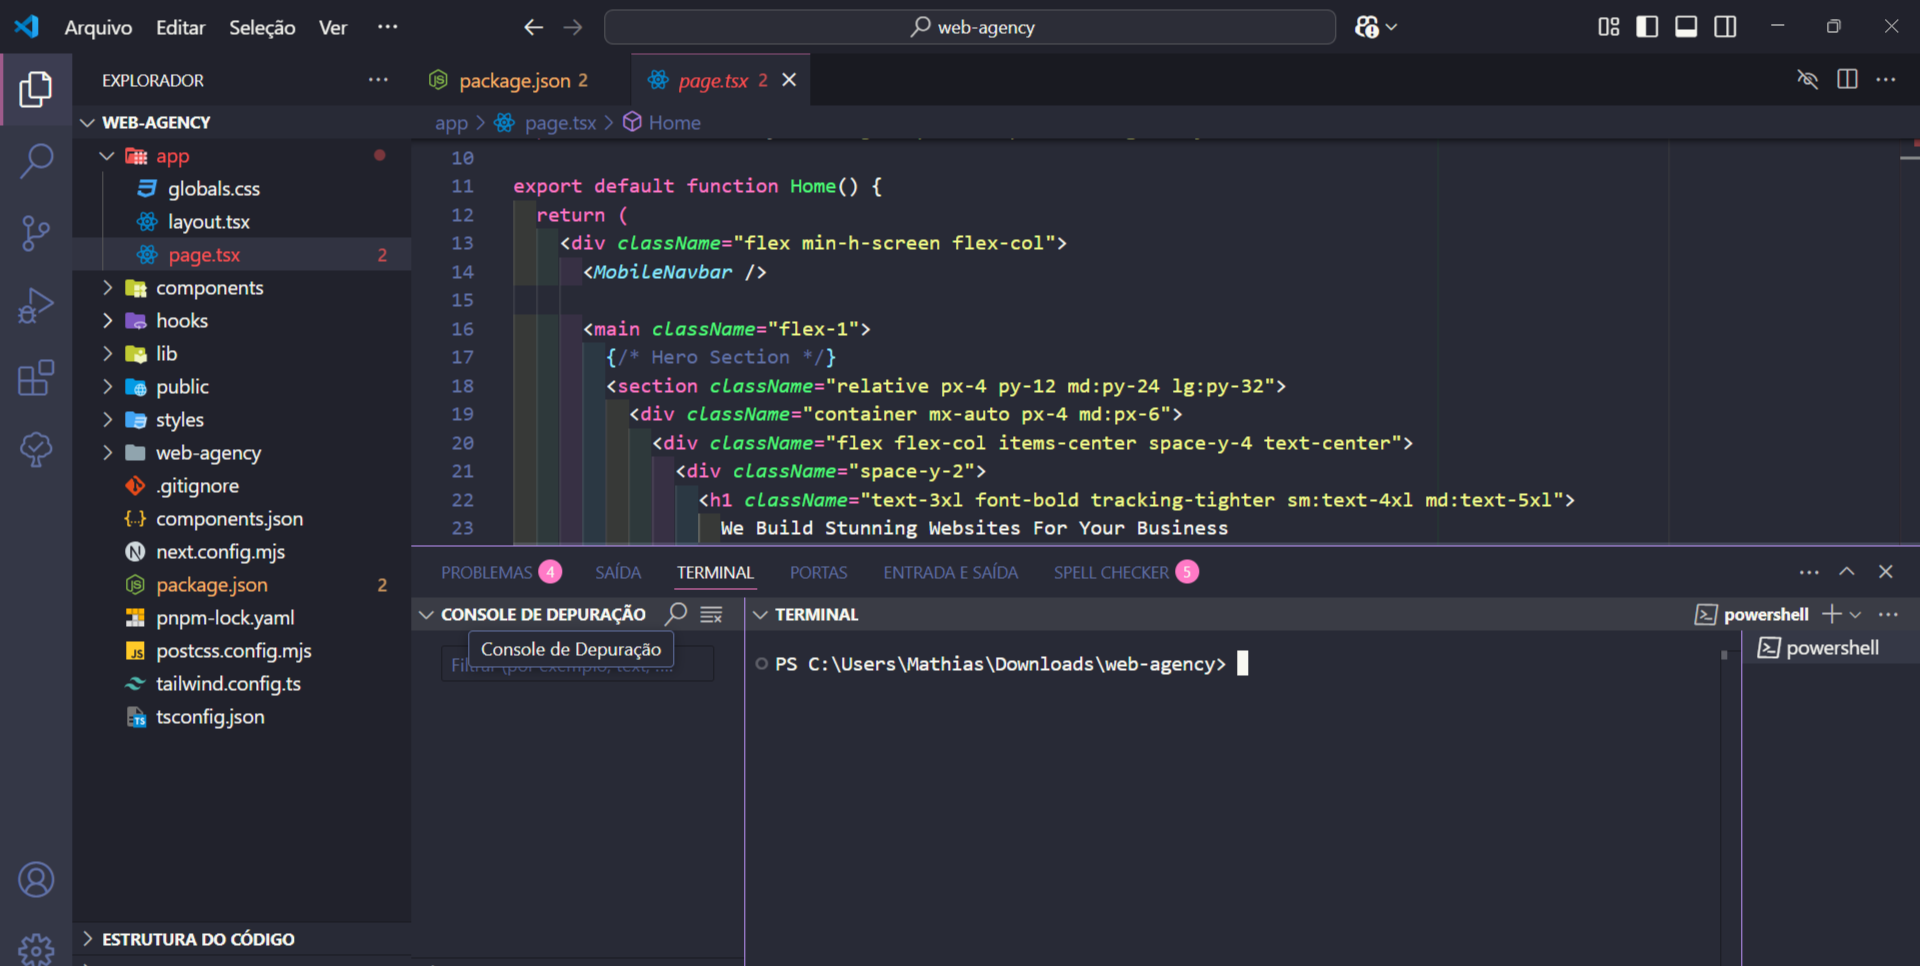 Arquivo Editar Seleção Ver ···
web-agency
EXPLORADOR ···
package.json 2
page.tsx 2
WEB-AGENCY
app
globals.css
layout.tsx
page.tsx 2
components
hooks
lib
public
styles
web-agency
.gitignore
components.json
next.config.mjs
package.json 2
pnpm-lock.yaml
postcss.config.mjs
tailwind.config.ts
tsconfig.json
ESTRUTURA DO CÓDIGO
app > page.tsx > Home
10
11 export default function Home() {
12 return (
13 <div className="flex min-h-screen flex-col">
14 <MobileNavbar />
15
16 <main className="flex-1">
17 {/* Hero Section */}
18 <section className="relative px-4 py-12 md:py-24 lg:py-32">
19 <div className="container mx-auto px-4 md:px-6">
20 <div className="flex flex-col items-center space-y-4 text-center">
21 <div className="space-y-2">
22 <h1 className="text-3xl font-bold tracking-tighter sm:text-4xl md:text-5xl">
23 We Build Stunning Websites For Your Business
PROBLEMAS 4 SAÍDA TERMINAL PORTAS ENTRADA E SAÍDA SPELL CHECKER 5
CONSOLE DE DEPURAÇÃO
Console de Depuração
TERMINAL
powershell
PS C:\Users\Mathias\Downloads\web-agency>
powershell